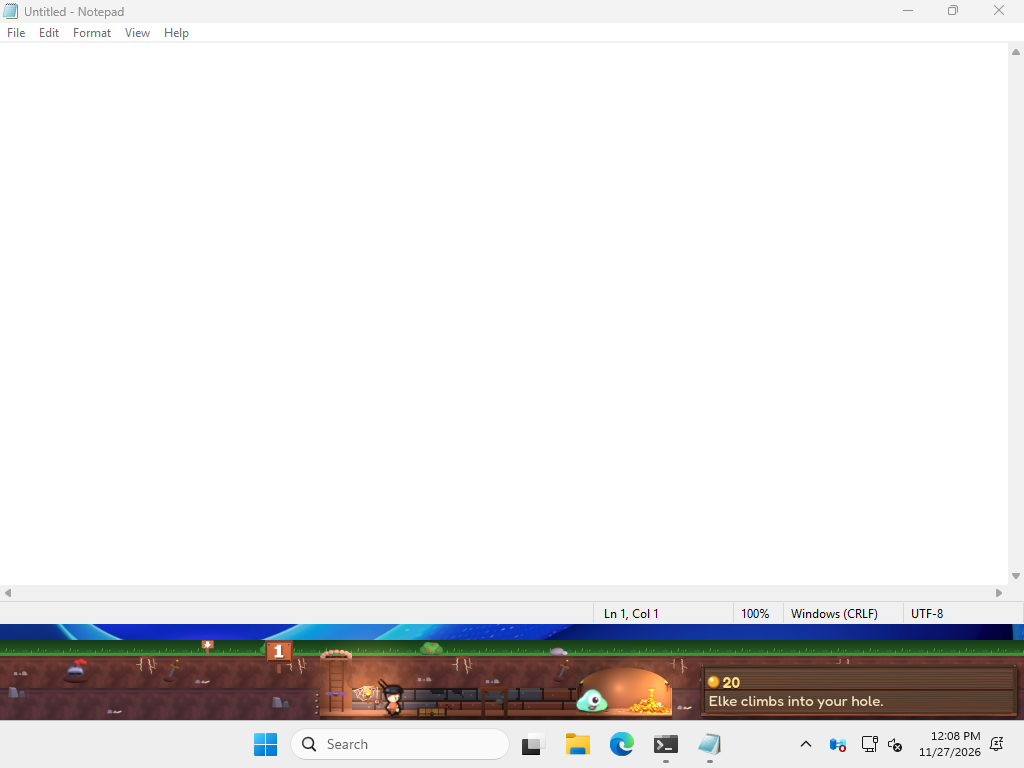 Untitled - Notepad
File Edit Format View Help
Ln 1, Col 1 100% Windows (CRLF) UTF-8
1
20
Elke climbs into your hole.
Search
12:08 PM
11/27/2026